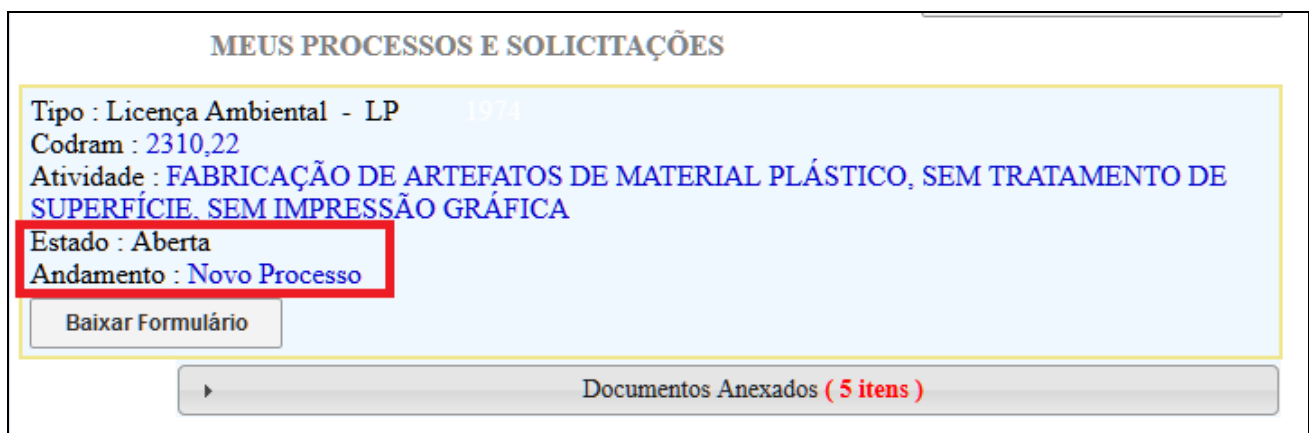 MEUS PROCESSOS E SOLICITAÇÕES
Tipo : Licença Ambiental - LP 1974
Codram : 2310,22
Atividade : FABRICAÇÃO DE ARTEFATOS DE MATERIAL PLÁSTICO, SEM TRATAMENTO DE
SUPERFÍCIE, SEM IMPRESSÃO GRÁFICA
Estado : Aberta
Andamento : Novo Processo
Baixar Formulário
Documentos Anexados ( 5 itens )